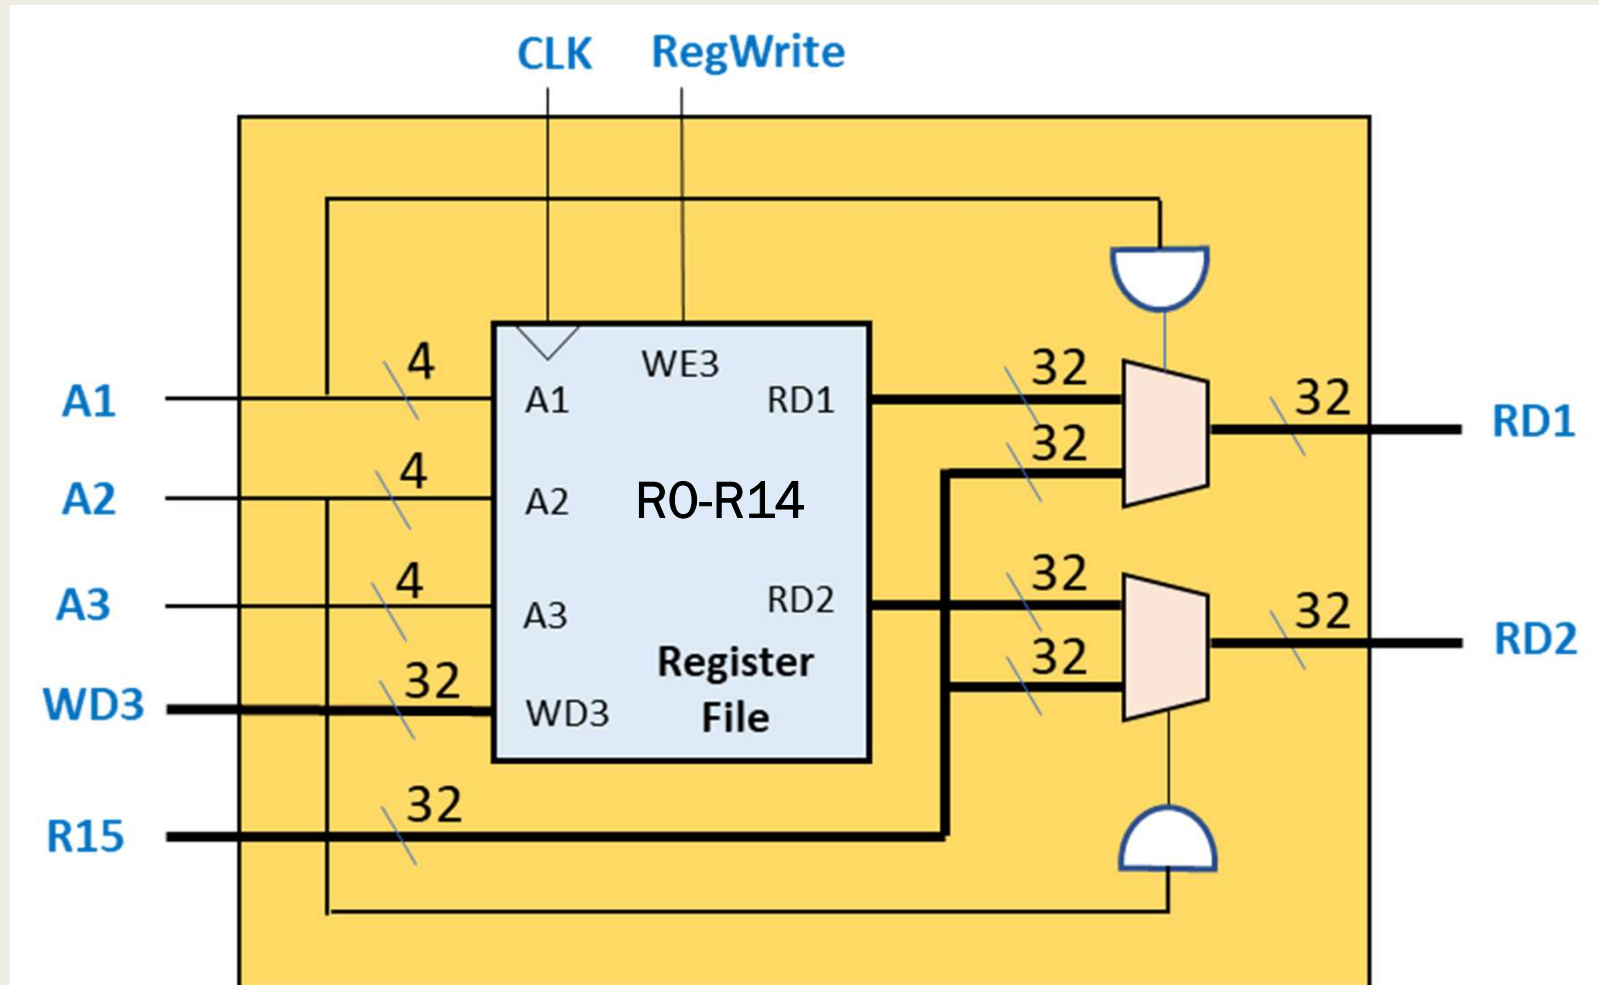 CLK RegWrite
4 WE3 32 32
A1 A1 RD1 RD1
4 32
A2 A2 R0-R14
4 32 32
A3 A3 RD2 RD2
32 Register 32
WD3 WD3 File
32
R15